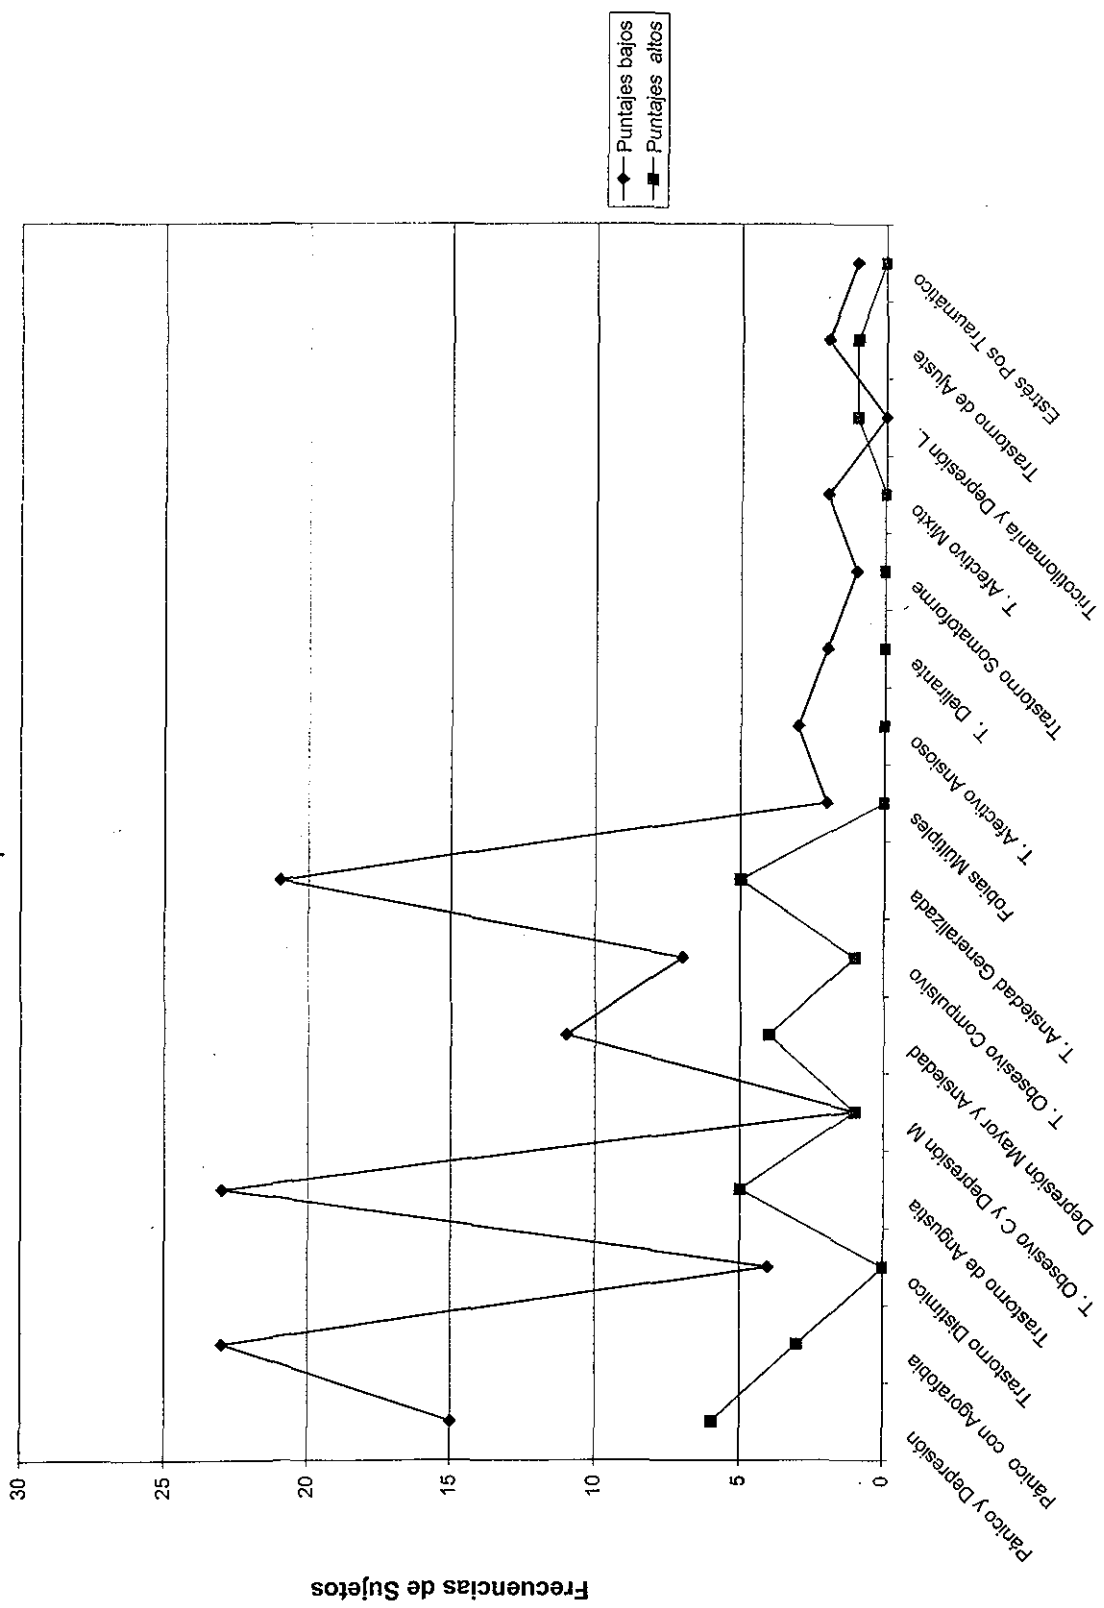 Frecuencias de Sujetos
30
25
20
15
10
5
0
Pánico y Depresión
Pánico con Agorafobia
Trastorno Distímico
Trastorno de Angustia
T. Obsesivo C y Depresión M
Depresión Mayor y Ansiedad
T. Obsesivo Compulsivo
T. Ansiedad Generalizada
Fobias Múltiples
T. Afectivo Ansioso
T. Delirante
Trastorno Somatoforme
T. Afectivo Mixto
Tricotilomanía y Depresión L.
Trastorno de Ajuste
Estrés Pos Traumático
Puntajes bajos
Puntajes altos